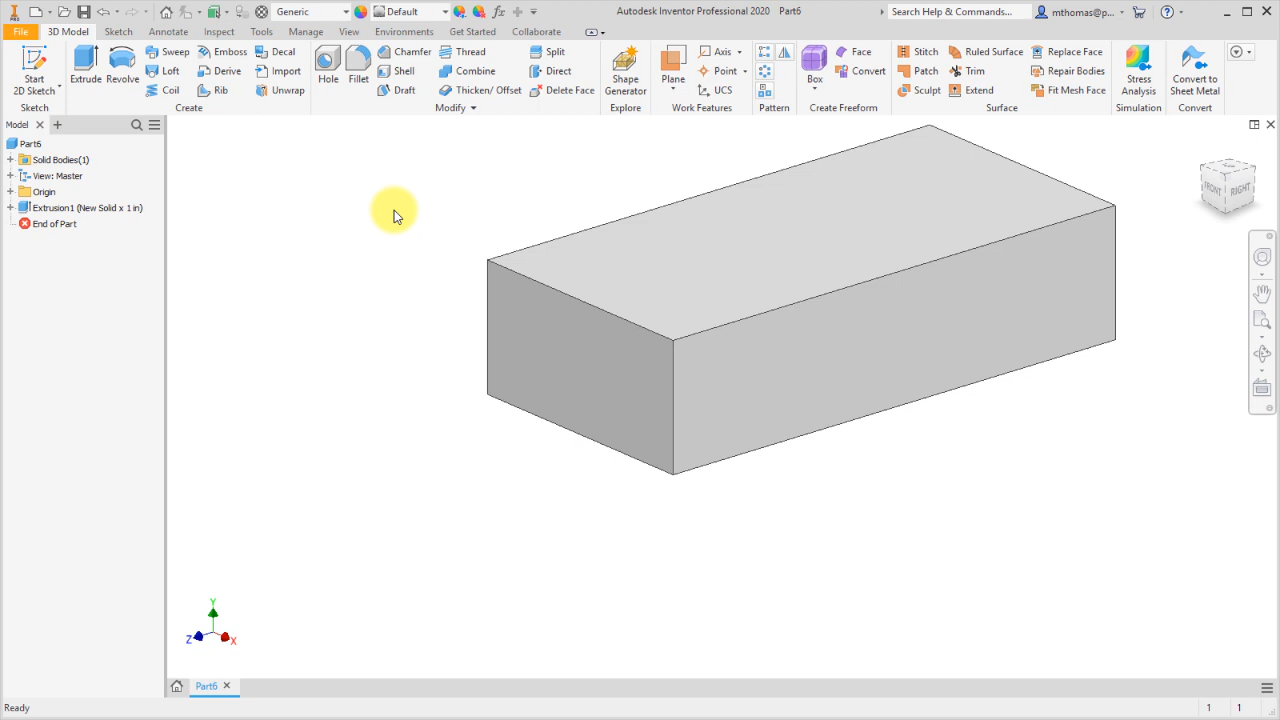 Generic
Default
Autodesk Inventor Professional 2020 Part6
Search Help & Commands...
mthomas@p...
File 3D Model Sketch Annotate Inspect Tools Manage View Environments Get Started Collaborate
Start
2D Sketch
Sketch
Extrude
Revolve
Sweep
Emboss
Decal
Loft
Derive
Import
Coil
Rib
Unwrap
Create
Hole
Fillet
Chamfer
Thread
Split
Shell
Combine
Direct
Draft
Thicken/ Offset
Delete Face
Modify
Shape
Generator
Explore
Plane
Axis
Point
UCS
Work Features
Pattern
Box
Face
Convert
Create Freeform
Stitch
Ruled Surface
Replace Face
Patch
Trim
Repair Bodies
Sculpt
Extend
Fit Mesh Face
Surface
Stress
Analysis
Simulation
Convert to
Sheet Metal
Convert
Model
Part6
Solid Bodies(1)
View: Master
Origin
Extrusion1 (New Solid x 1 in)
End of Part
FRONT RIGHT
Y
Z X
Part6
Ready 1 1